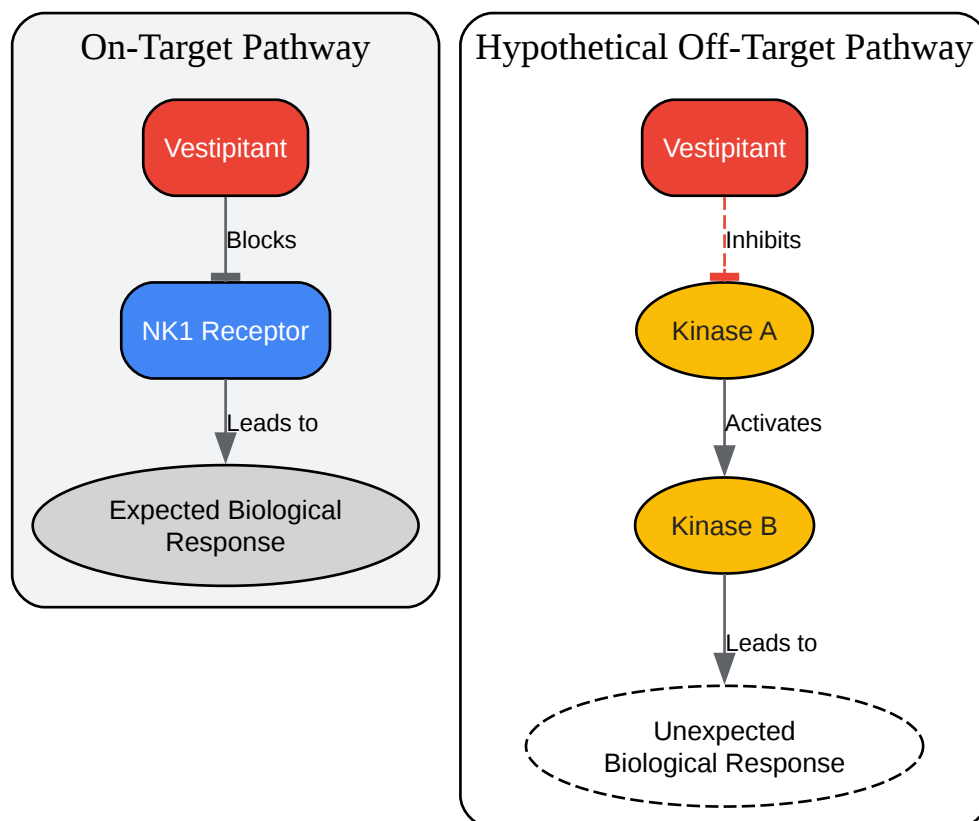 On-Target Pathway
Vestipitant
Blocks
NK1 Receptor
Leads to
Expected Biological
Response
Hypothetical Off-Target Pathway
Vestipitant
Inhibits
Kinase A
Activates
Kinase B
Leads to
Unexpected
Biological Response